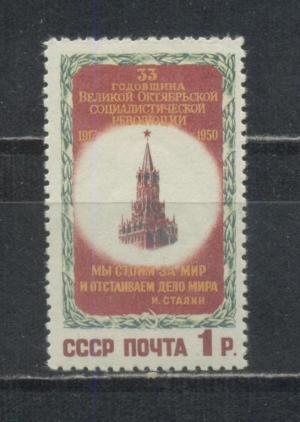 33
ГОДОВЩИНА
ВЕЛИКОЙ ОКТЯБРЬСКОЙ
СОЦИАЛИСТИЧЕСКОЙ
РЕВОЛЮЦИИ
1917 1950
МЫ СТОИМ ЗА МИР
И ОТСТАИВАЕМ ДЕЛО МИРА
И. СТАЛИН
СССР ПОЧТА 1 Р.